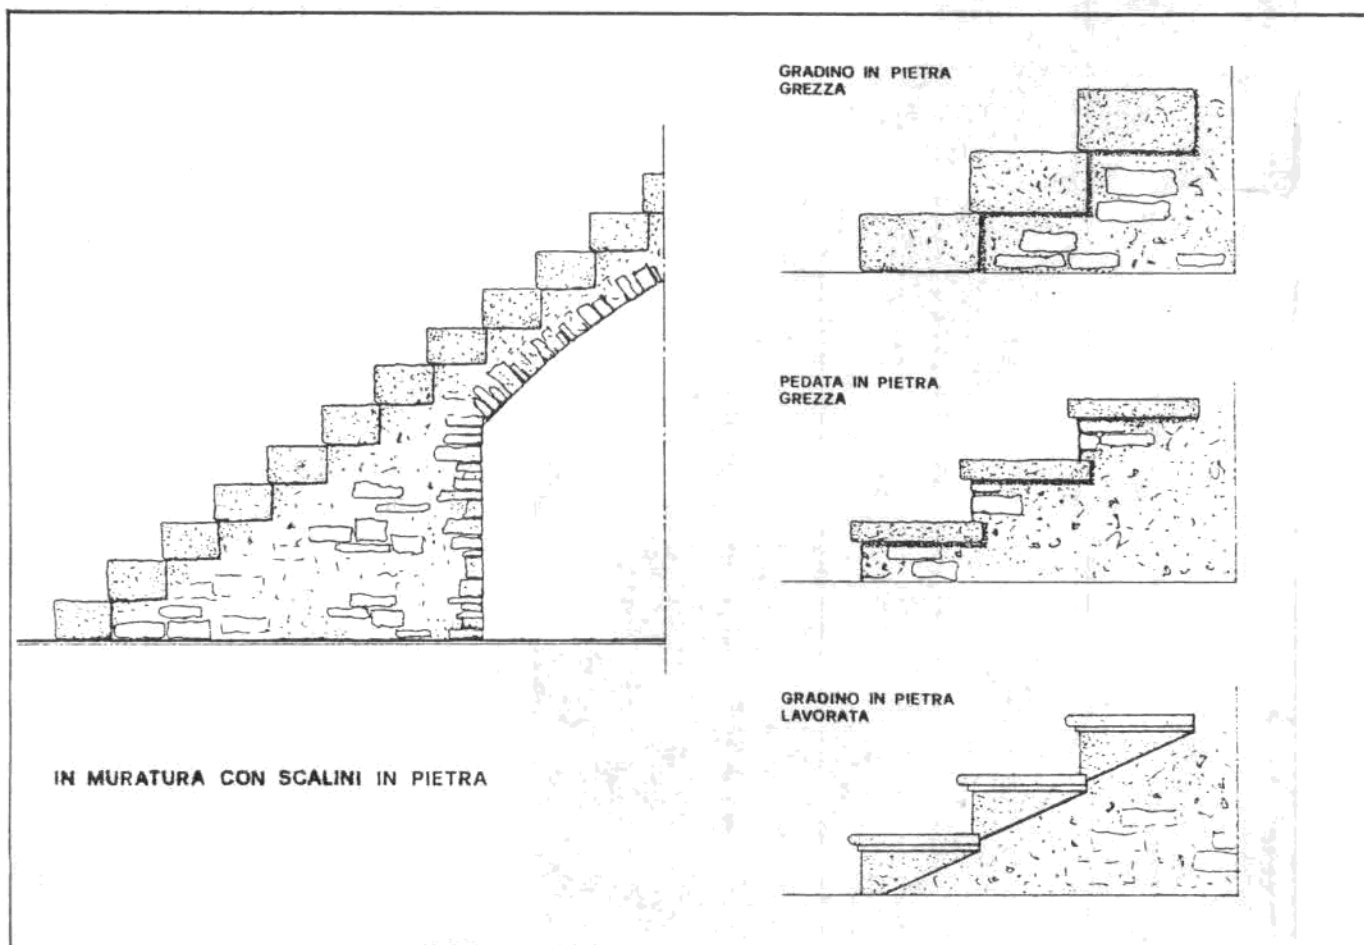 GRADINO IN PIETRA
GREZZA
PEDATA IN PIETRA
GREZZA
GRADINO IN PIETRA
LAVORATA
IN MURATURA CON SCALINI IN PIETRA